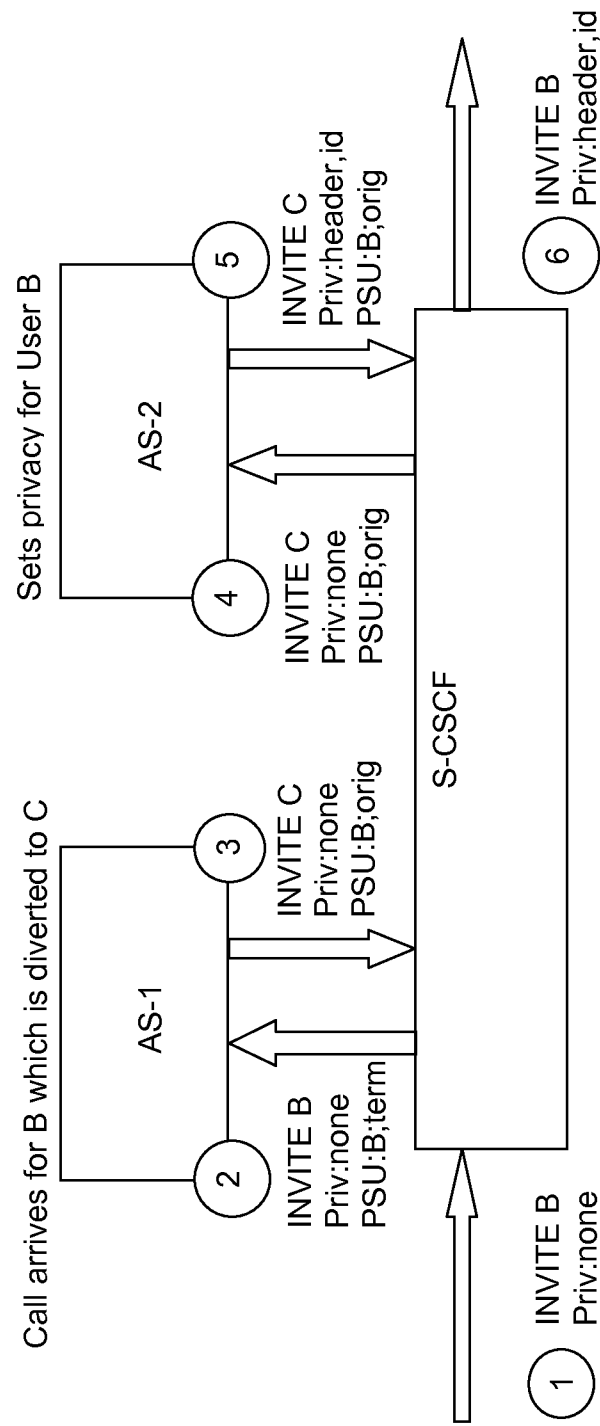 Call arrives for B which is diverted to C
Sets privacy for User B
AS-1
AS-2
2
INVITE B
Priv:none
PSU:B;term
3
INVITE C
Priv:none
PSU:B;orig
4
INVITE C
Priv:none
PSU:B;orig
5
INVITE C
Priv:header,id
PSU:B;orig
S-CSCF
1
INVITE B
Priv:none
6
INVITE B
Priv:header,id